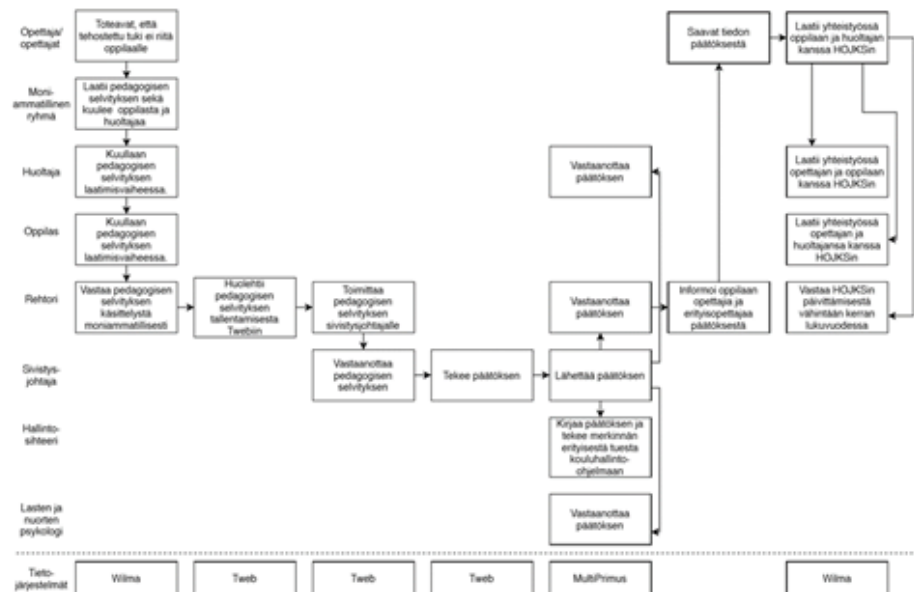 Opettaja/
opettajat
Toteavat, että
tehostettu tuki ei riitä
oppilaalle
Saavat tiedon
päätöksestä
Laatii yhteistyössä
oppilaan ja huoltajan
kanssa HOJKSin
Moni-
ammatillinen
ryhmä
Laatii pedagogisen
selvityksen sekä
kuulee oppilasta ja
huoltajaa
Huoltaja
Kuullaan
pedagogisen
selvityksen
laatimisvaiheessa.
Vastaanottaa
päätöksen
Laatii yhteistyössä
opettajan ja oppilaan
kanssa HOJKSin
Oppilas
Kuullaan
pedagogisen
selvityksen
laatimisvaiheessa.
Laatii yhteistyössä
opettajan ja
huoltajansa kanssa
HOJKSin
Rehtori
Vastaa pedagogisen
selvityksen
käsittelystä
moniammatillisesti
Huolehtii
pedagogisen
selvityksen
tallentamisesta
Twebiin
Toimittaa
pedagogisen
selvityksen
sivistysjohtajalle
Vastaanottaa
päätöksen
Informoi oppilaan
opettajia ja
erityisopettajaa
päätöksestä
Vastaa HOJKSin
päivittämisestä
vähintään kerran
lukuvuodessa
Sivistys-
johtaja
Vastaanottaa
pedagogisen
selvityksen
Tekee päätöksen
Lähettää päätöksen
Hallinto-
sihteeri
Kirjaa päätöksen ja
tekee merkinnän
erityisestä tuesta
kouluhallinto-
ohjelmaan
Lasten ja
nuorten
psykologi
Vastaanottaa
päätöksen
Tieto-
järjestelmät
Wilma
Tweb
Tweb
Tweb
MultiPrimus
Wilma